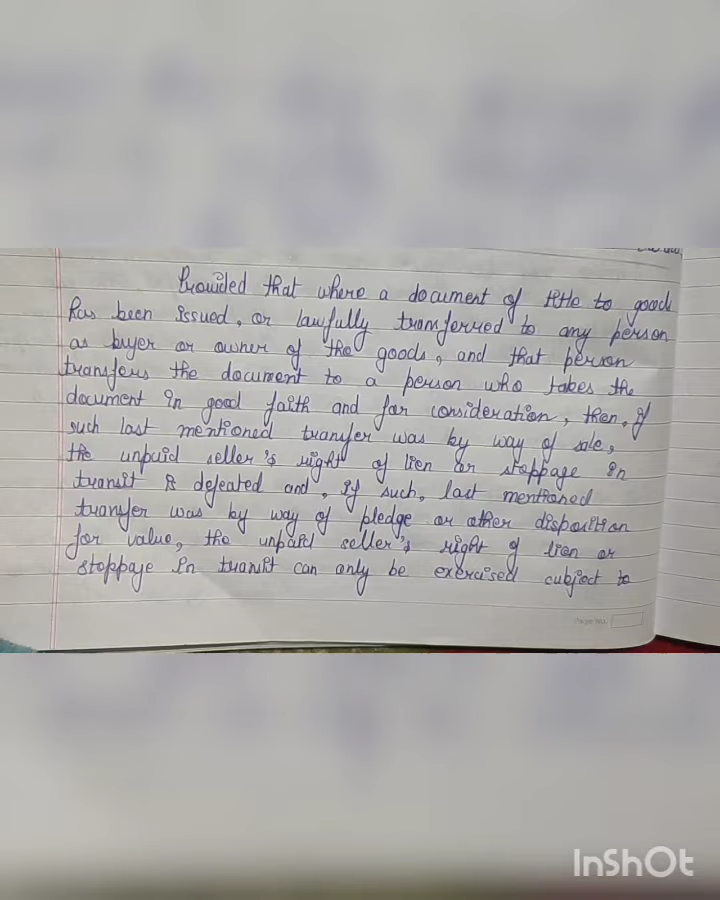 Provided that where a document of title to goods
has been issued, or lawfully transferred to any person
as buyer or owner of the goods, and that person
transfers the document to a person who takes the
document in good faith and for consideration, then, if
such last mentioned transfer was by way of sale,
the unpaid seller's right of lien or stoppage in
transit is defeated and, if such, last mentioned
transfer was by way of pledge or other disposition
for value, the unpaid seller's right of lien or
stoppage in transit can only be exercised subject to
InShOt